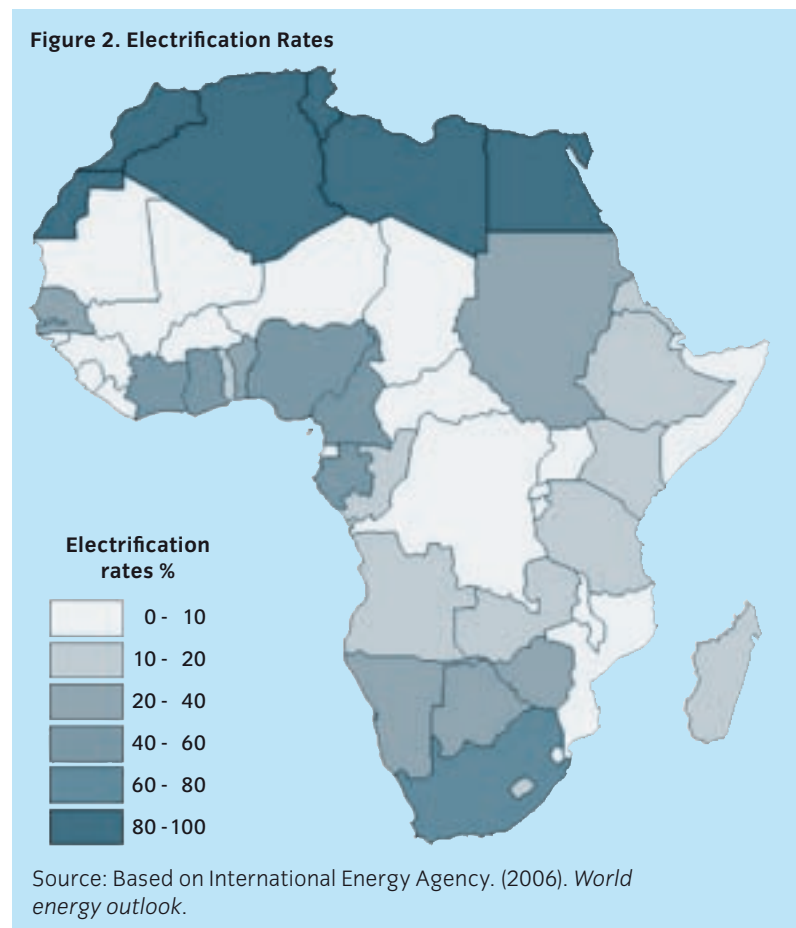 Figure 2. Electrification Rates
Electrification
rates %
0 - 10
10 - 20
20 - 40
40 - 60
60 - 80
80 - 100
Source: Based on International Energy Agency. (2006). World
energy outlook.